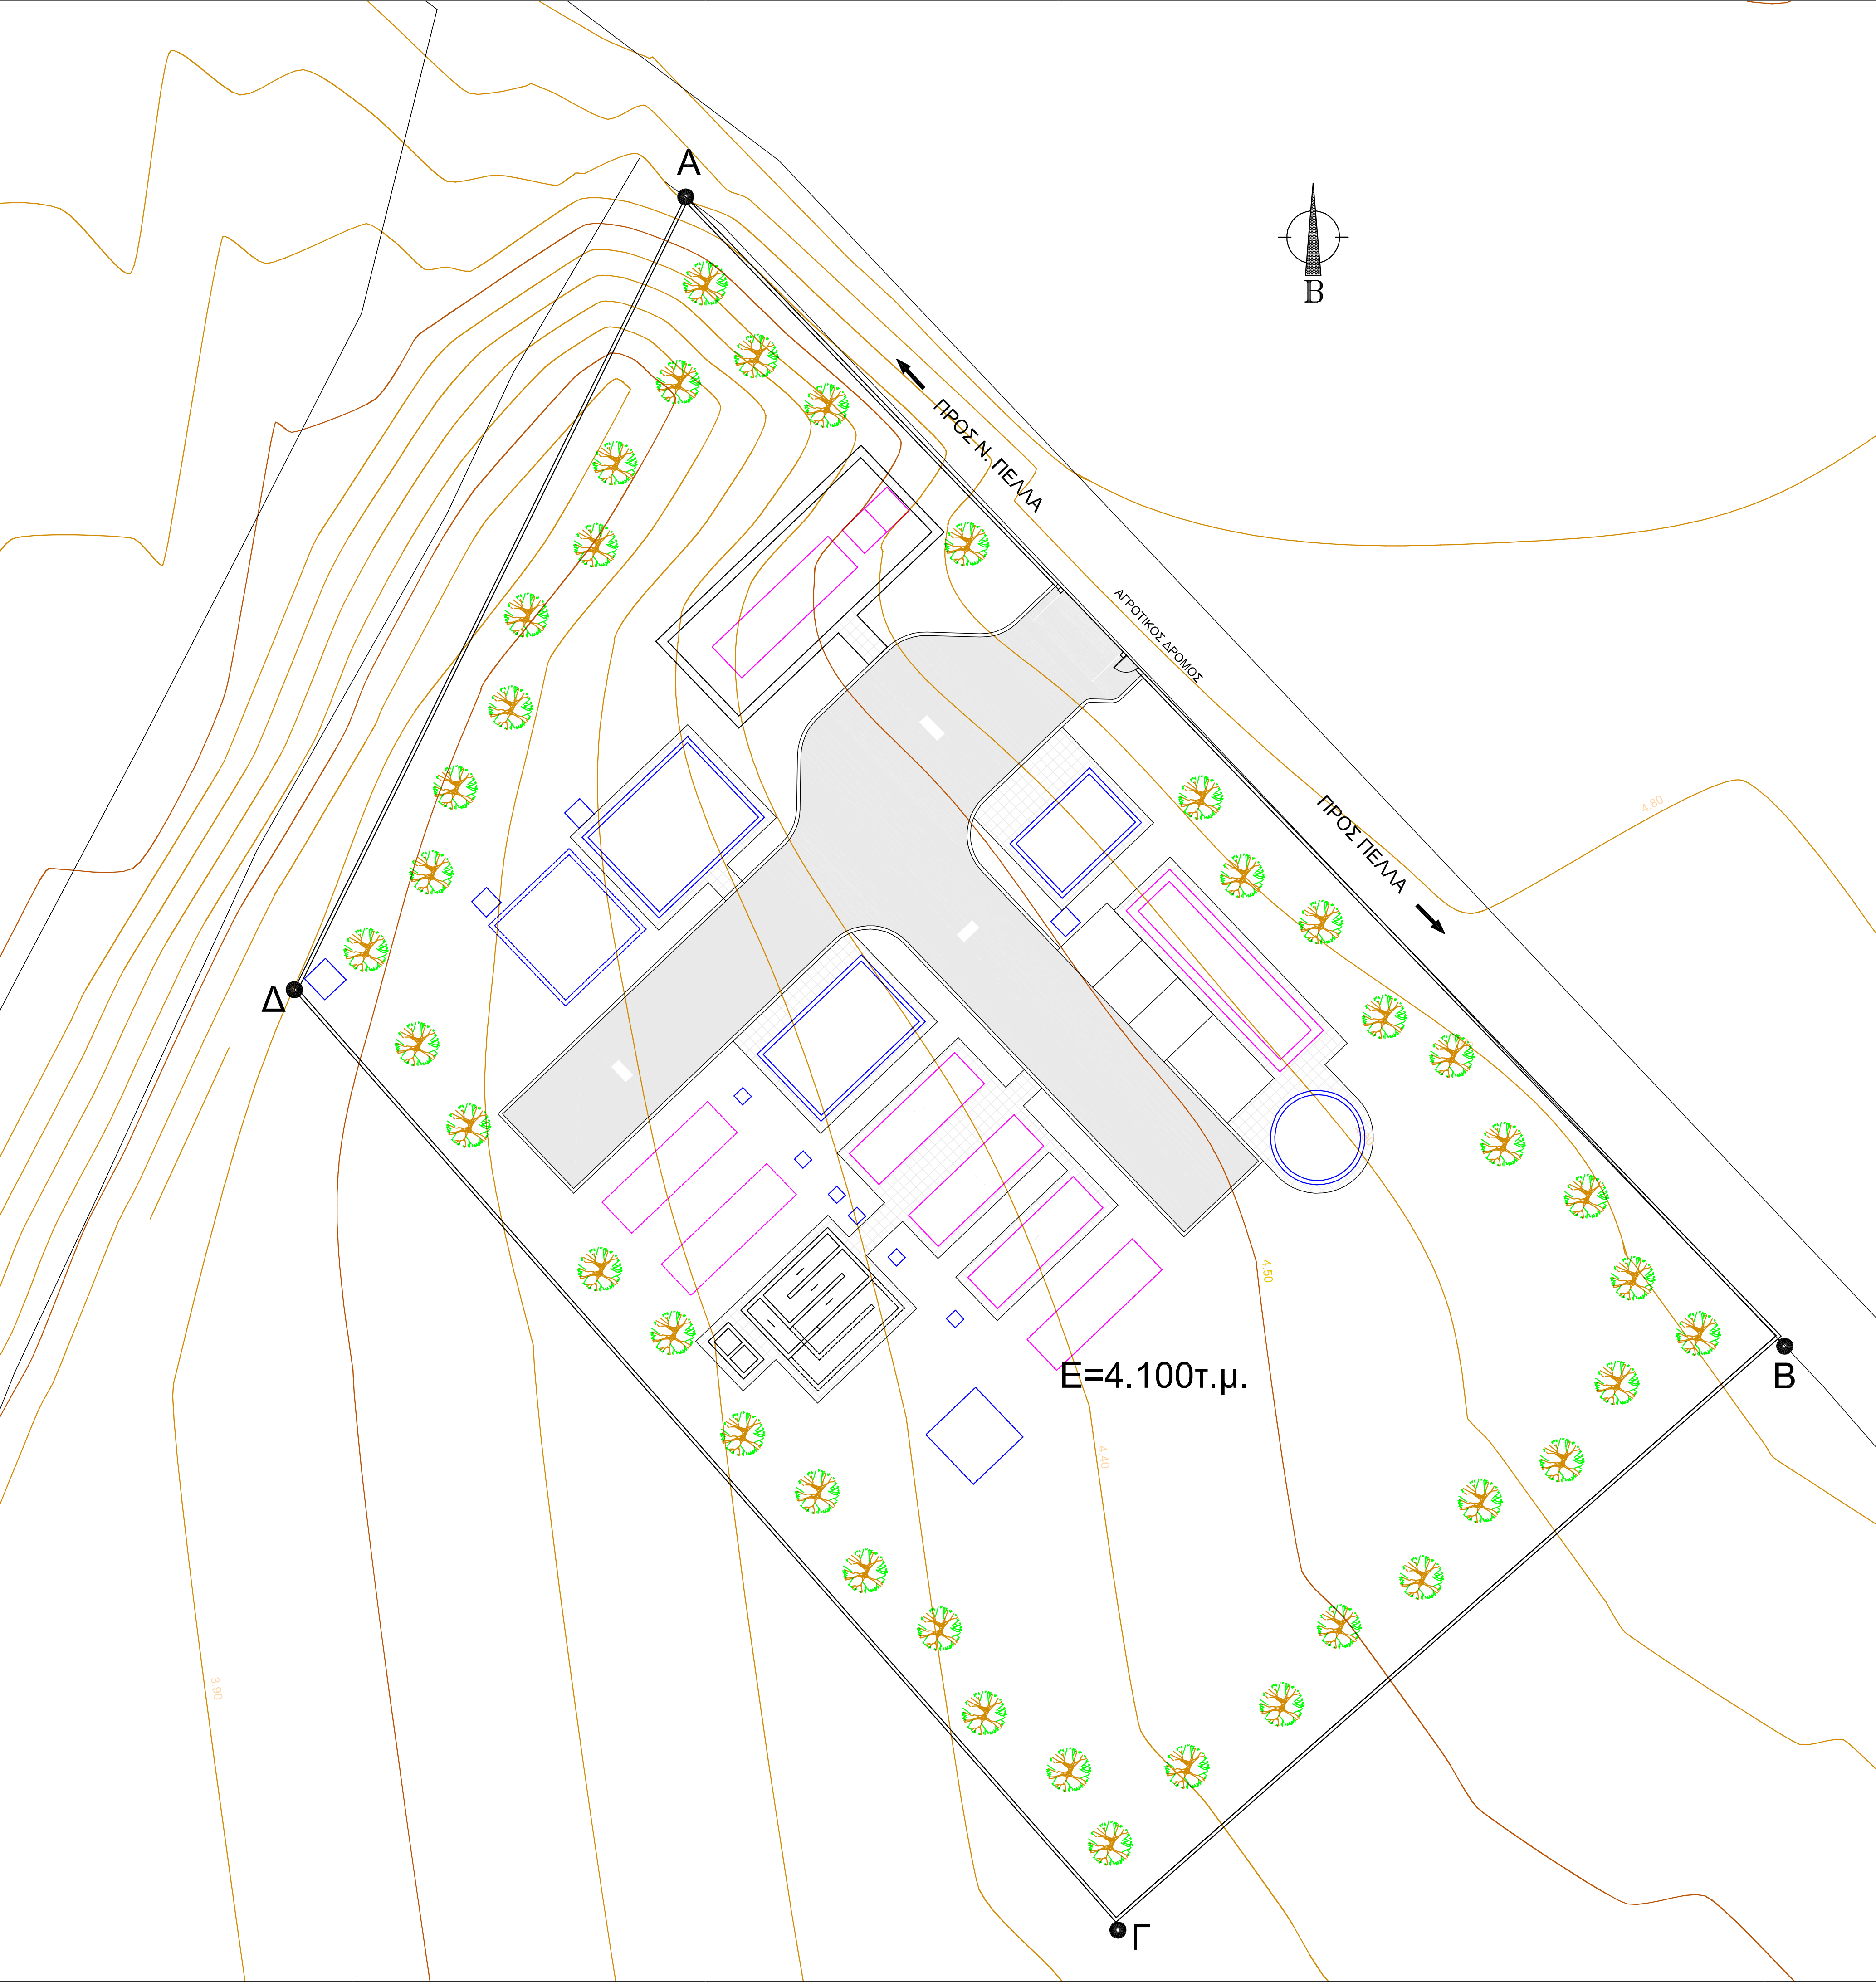 Α
Β
ΠΡΟΣ Ν. ΠΕΛΛΑ
ΑΓΡΟΤΙΚΟΣ ΔΡΟΜΟΣ
ΠΡΟΣ ΠΕΛΛΑ
4.80
Δ
4.50
Ε=4.100τ.μ.
Β
4.40
3.90
Γ